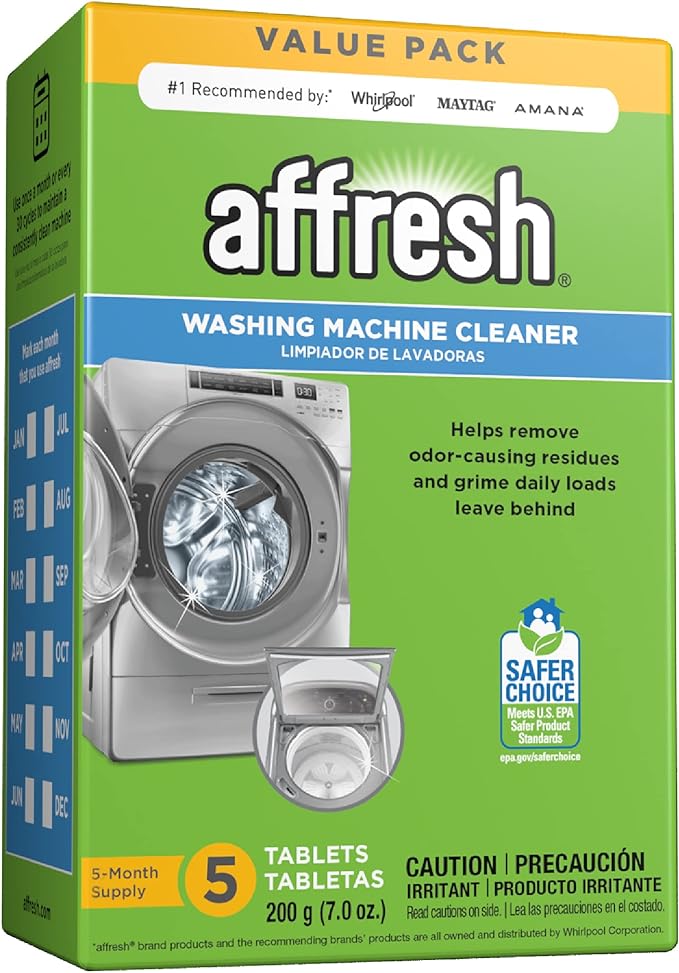 VALUE PACK
#1 Recommended by:* Whirlpool MAYTAG AMANA
affresh®
WASHING MACHINE CLEANER
LIMPIADOR DE LAVADORAS
Helps remove
odor-causing residues
and grime daily loads
leave behind
SAFER
CHOICE
Meets U.S. EPA
Safer Product
Standards
epa.gov/saferchoice
5-Month
Supply
5
TABLETS
TABLETAS
200 g (7.0 oz.)
CAUTION | PRECAUCIÓN
IRRITANT | PRODUCTO IRRITANTE
Read cautions on side. | Lea las precauciones en el costado.
*affresh® brand products and the recommending brands' products are all owned and distributed by Whirlpool Corporation.
Use once a month or every
30 cycles to maintain a
consistently clean machine
Mark each month
that you use affresh®
JAN JUL
FEB AUG
MAR SEP
APR OCT
MAY NOV
JUN DEC
affresh.com